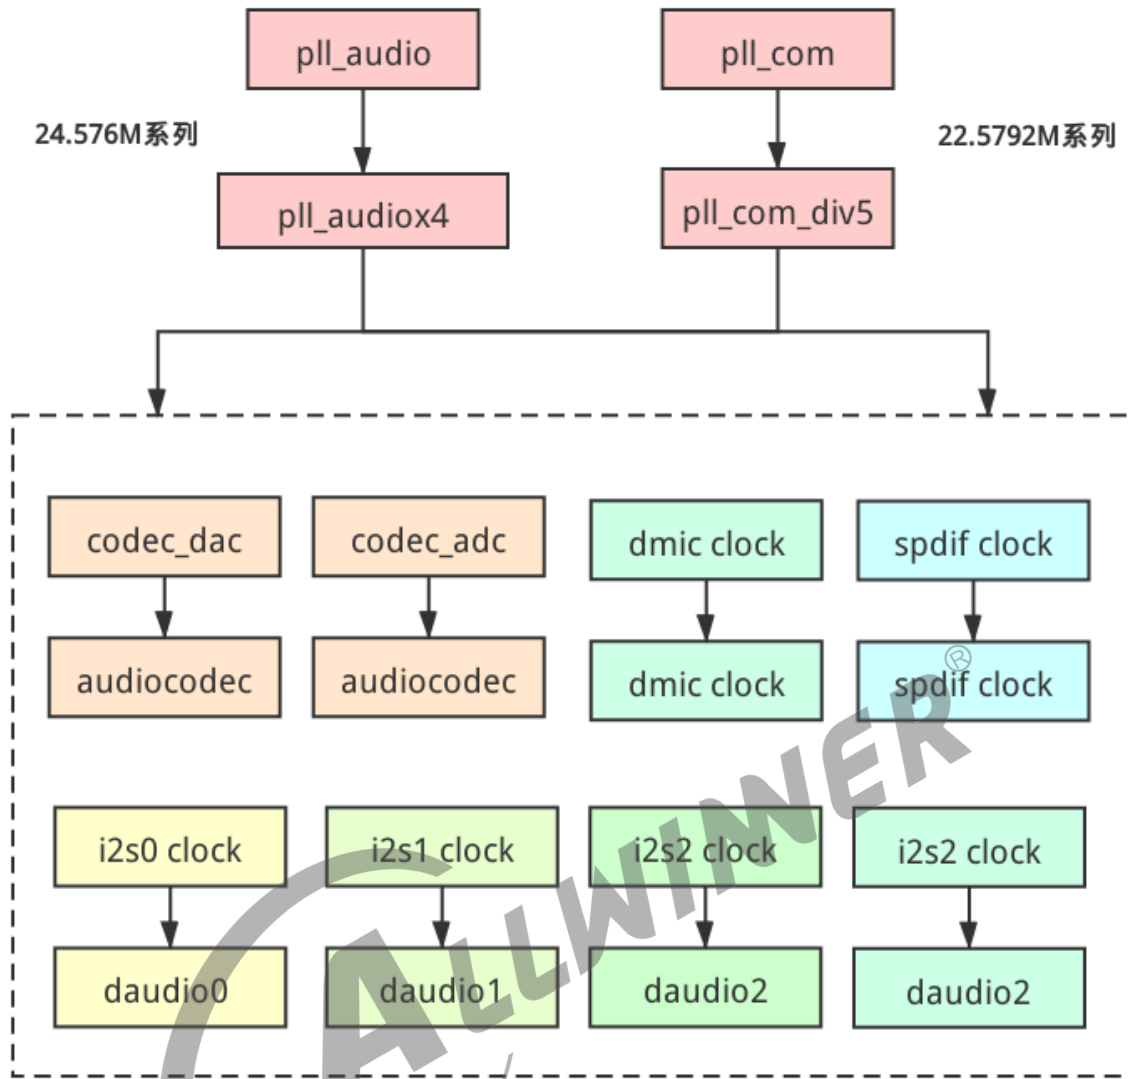 pll_audio
pll_com
24.576M系列
22.5792M系列
pll_audiox4
pll_com_div5
codec_dac
codec_adc
dmic clock
spdif clock
audiocodec
audiocodec
dmic clock
spdif clock
i2s0 clock
i2s1 clock
i2s2 clock
i2s2 clock
daudio0
daudio1
daudio2
daudio2
ALLWINNER®